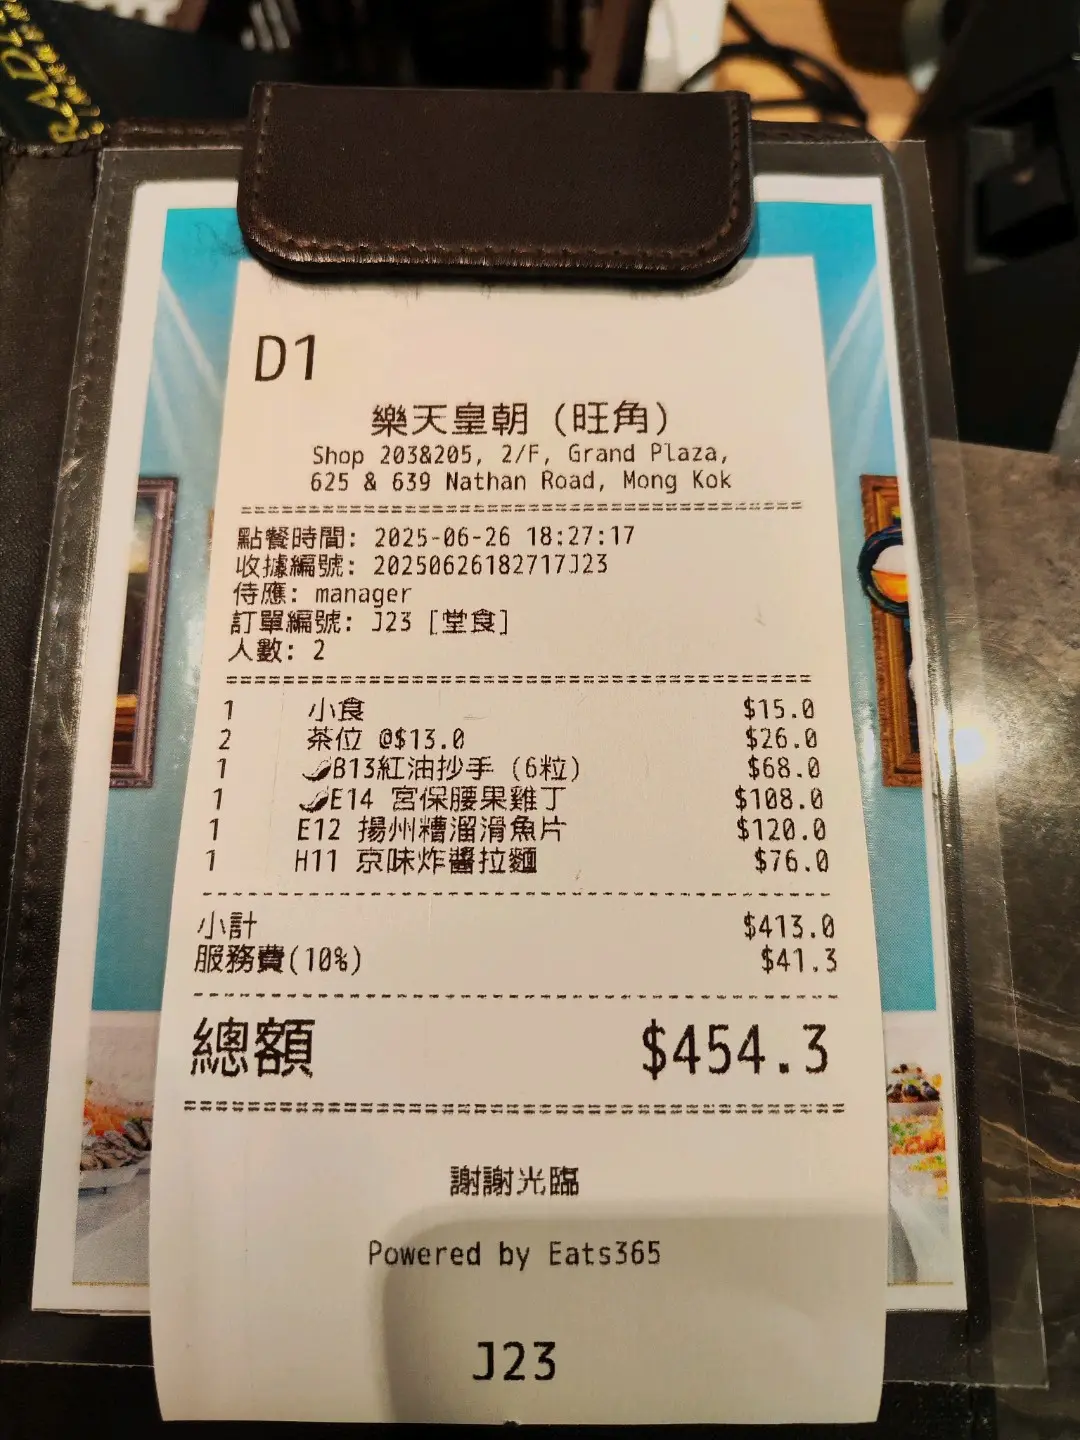 D1
樂天皇朝 (旺角)
Shop 203&205, 2/F, Grand Plaza,
625 & 639 Nathan Road, Mong Kok
點餐時間: 2025-06-26 18:27:17
收據編號: 20250626182717J23
侍應: manager
訂單編號: J23 [堂食]
人數: 2
1 小食 $15.0
2 茶位 @$13.0 $26.0
1 🌶B13紅油抄手 (6粒) $68.0
1 🌶E14 宮保腰果雞丁 $108.0
1 E12 揚州糟溜滑魚片 $120.0
1 H11 京味炸醬拉麵 $76.0
小計 $413.0
服務費(10%) $41.3
總額 $454.3
謝謝光臨
Powered by Eats365
J23